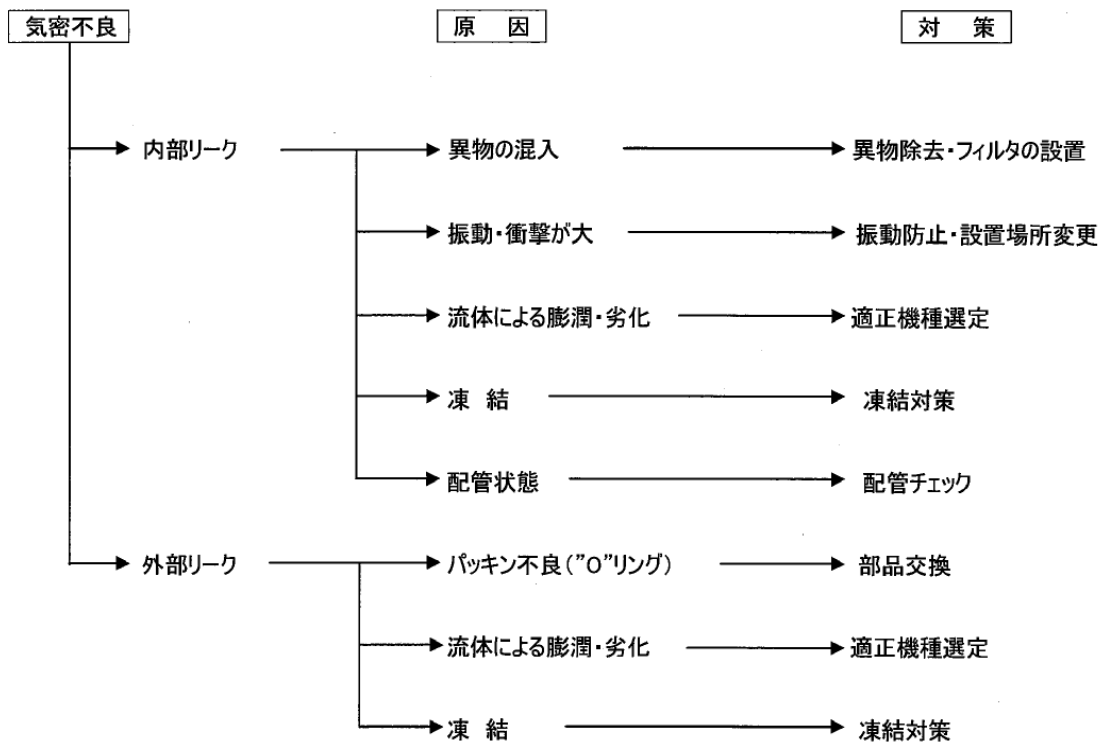 気密不良 原 因 対 策
内部リーク 異物の混入 異物除去・フィルタの設置
振動・衝撃が大 振動防止・設置場所変更
流体による膨潤・劣化 適正機種選定
凍 結 凍結対策
配管状態 配管チェック
外部リーク パッキン不良(”O”リング) 部品交換
流体による膨潤・劣化 適正機種選定
凍 結 凍結対策